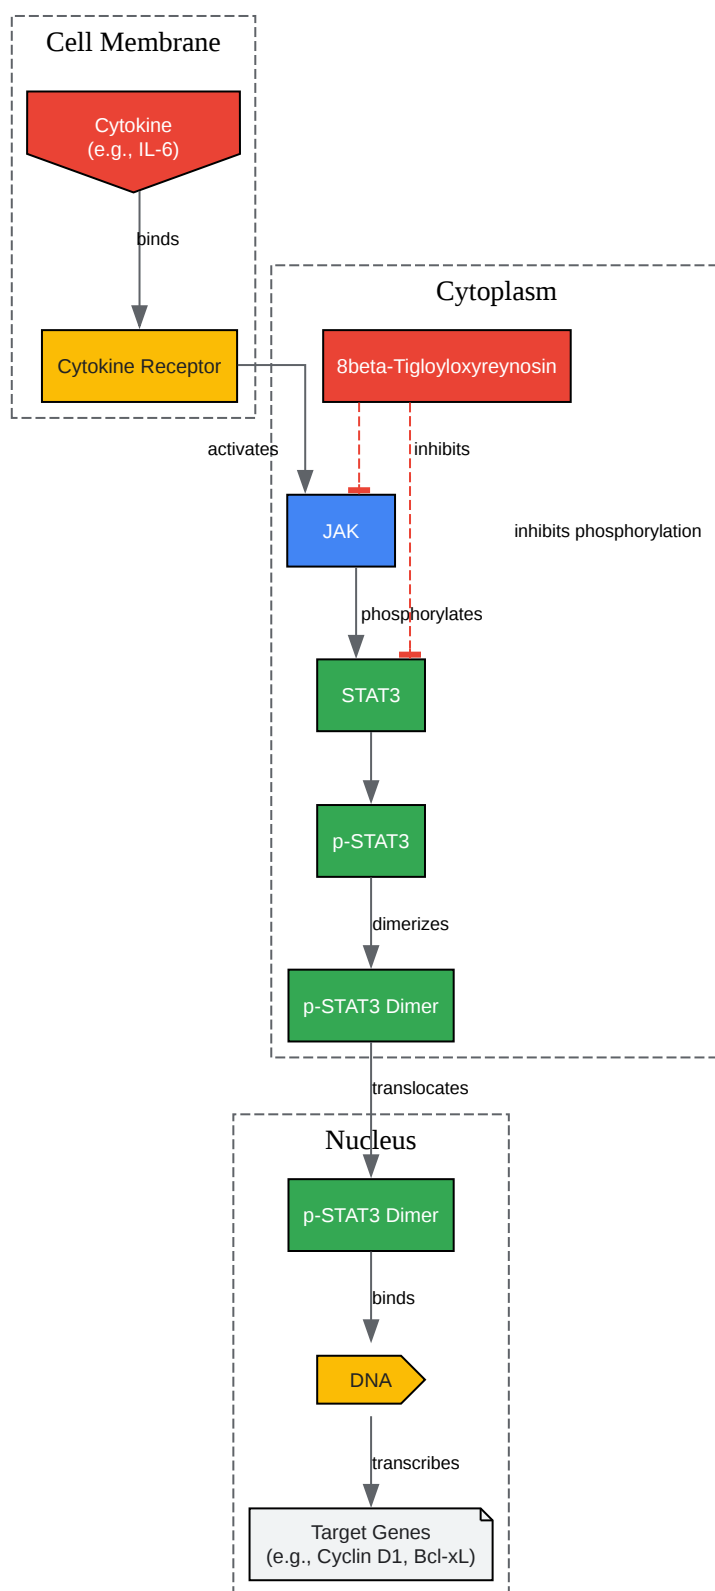 Cell Membrane
Cytokine
(e.g., IL-6)
binds
Cytoplasm
Cytokine Receptor
8beta-Tigloyloxyreynosin
activates
inhibits
JAK
inhibits phosphorylation
phosphorylates
STAT3
p-STAT3
dimerizes
p-STAT3 Dimer
translocates
Nucleus
p-STAT3 Dimer
binds
DNA
transcribes
Target Genes
(e.g., Cyclin D1, Bcl-xL)